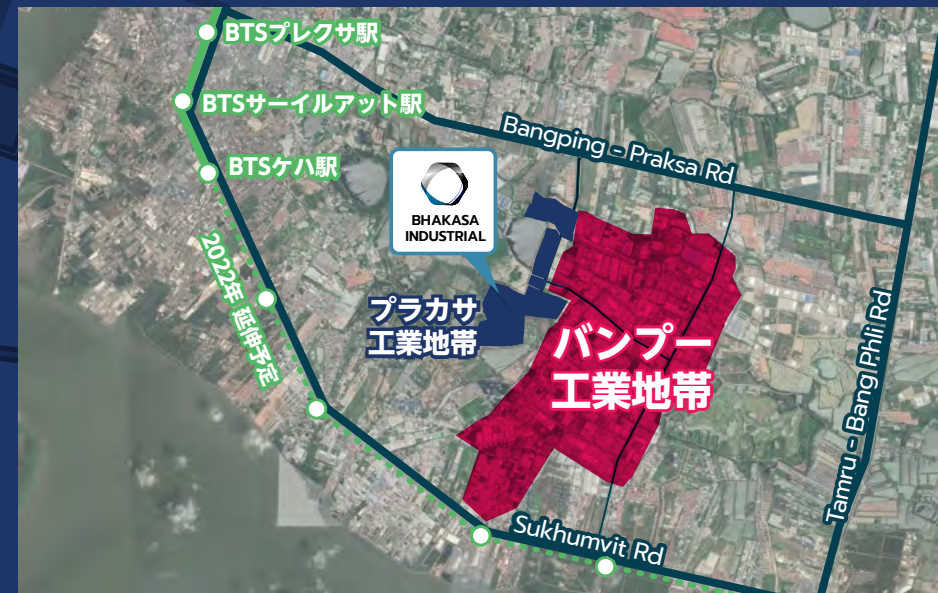 BTSプレクサ駅
BTSサーイルアット駅
Bangping - Praksa Rd
BTSケハ駅
BHAKASA
INDUSTRIAL
2022年 延伸予定
プラカサ
工業地帯
バンプー
工業地帯
Tamru - Bang Phli Rd
Sukhumvit Rd